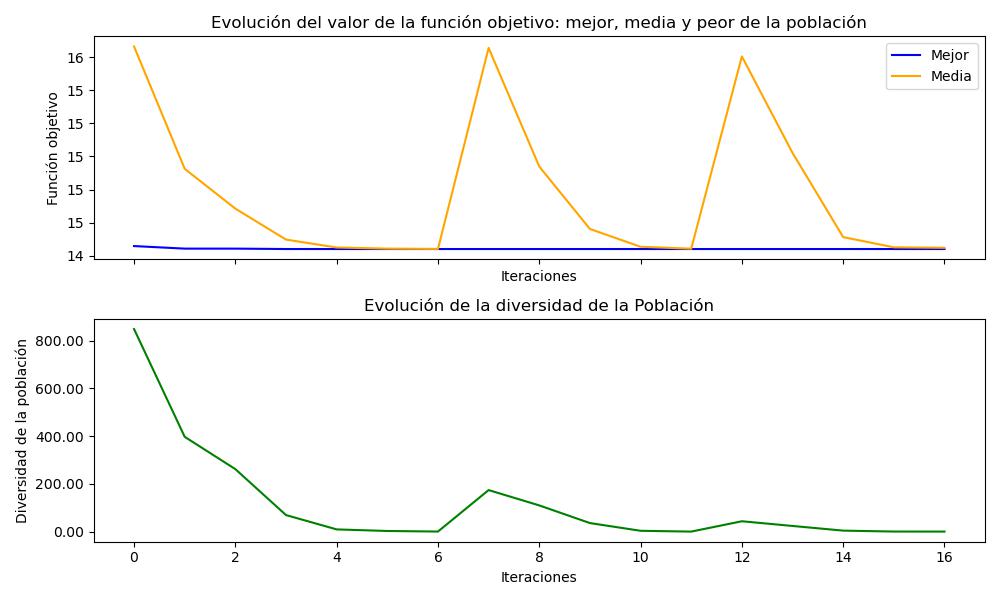 Evolución del valor de la función objetivo: mejor, media y peor de la población
Función objetivo
16
15
15
15
15
15
14
Mejor
Media
Iteraciones
Evolución de la diversidad de la Población
Diversidad de la población
800.00
600.00
400.00
200.00
0.00
0 2 4 6 8 10 12 14 16
Iteraciones